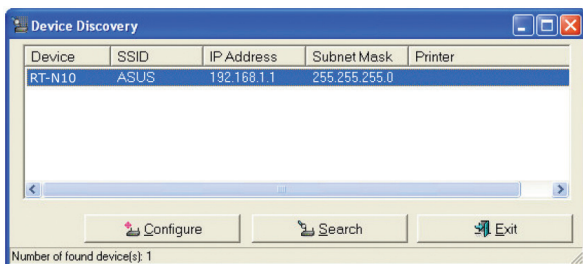 Device Discovery
Device SSID IP Address Subnet Mask Printer
RT-N10 ASUS 192.168.1.1 255.255.255.0
Configure Search Exit
Number of found device(s): 1